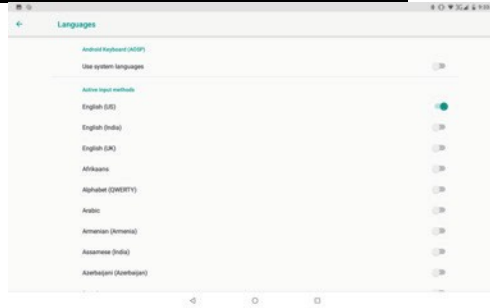 Languages
Android Keyboard (AOSP)
Use system languages
Active input methods
English (US)
English (India)
English (UK)
Afrikaans
Alphabet (QWERTY)
Arabic
Armenian (Armenia)
Assamese (India)
Azerbaijani (Azerbaijan)